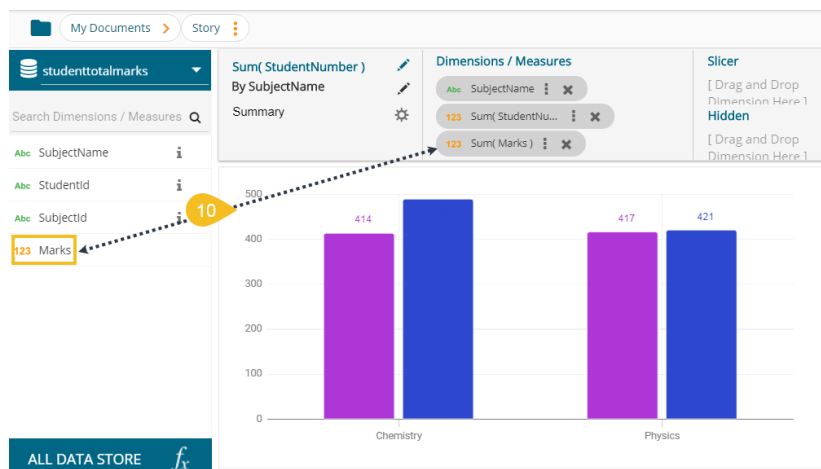 My Documents > Story
studenttotalmarks
Search Dimensions / Measures
Abc SubjectName i
Abc StudentId i
Abc SubjectId i
123 Marks
ALL DATA STORE fx
Sum( StudentNumber )
By SubjectName
Summary
Dimensions / Measures
Abc SubjectName
123 Sum( StudentNu...
123 Sum( Marks )
Slicer
[ Drag and Drop
Dimension Here ]
Hidden
[ Drag and Drop
Dimension Here ]
10
500
400
300
200
100
0
414
417
421
Chemistry
Physics